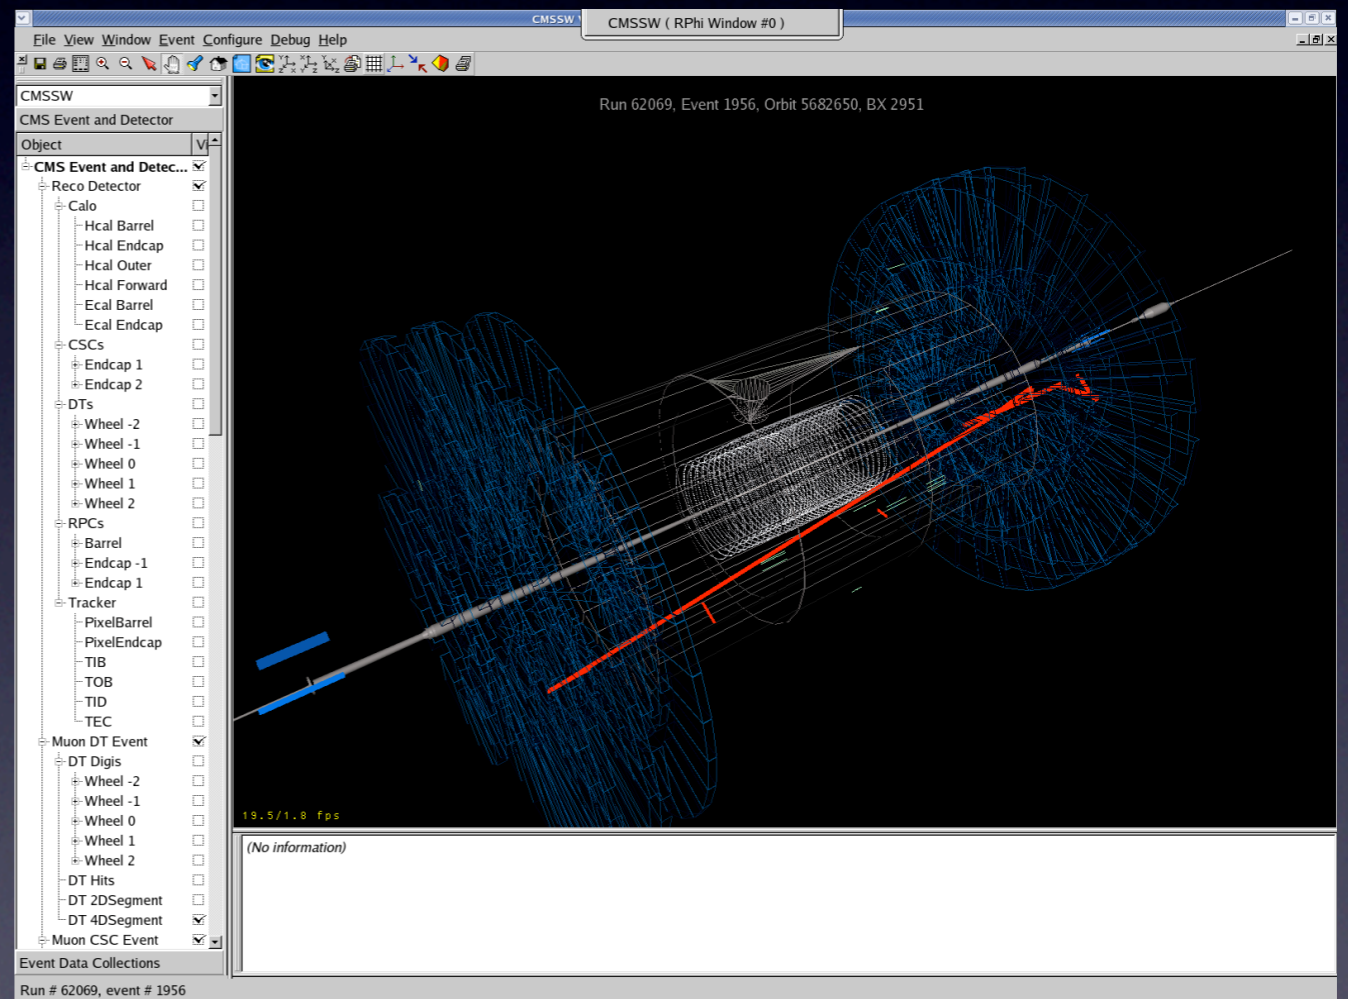 CMSSW
CMSSW ( RPhi Window #0 )
File View Window Event Configure Debug Help
CMSSW
CMS Event and Detector
Object
Vi
Run 62069, Event 1956, Orbit 5682650, BX 2951
CMS Event and Detec...
Reco Detector
Calo
Hcal Barrel
Hcal Endcap
Hcal Outer
Hcal Forward
Ecal Barrel
Ecal Endcap
CSCs
Endcap 1
Endcap 2
DTs
Wheel -2
Wheel -1
Wheel 0
Wheel 1
Wheel 2
RPCs
Barrel
Endcap -1
Endcap 1
Tracker
PixelBarrel
PixelEndcap
TIB
TOB
TID
TEC
Muon DT Event
DT Digis
Wheel -2
Wheel -1
Wheel 0
Wheel 1
Wheel 2
DT Hits
DT 2DSegment
DT 4DSegment
Muon CSC Event
19.5/1.8 fps
(No information)
Event Data Collections
Run # 62069, event # 1956